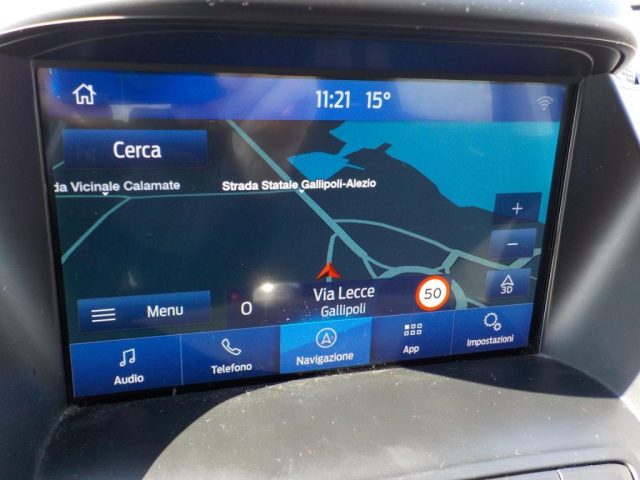 11:21 15°
Cerca
da Vicinale Calamate
Strada Statale Gallipoli-Alezio
+
−
3D
Menu
O
Via Lecce
Gallipoli
50
Audio
Telefono
Navigazione
App
Impostazioni